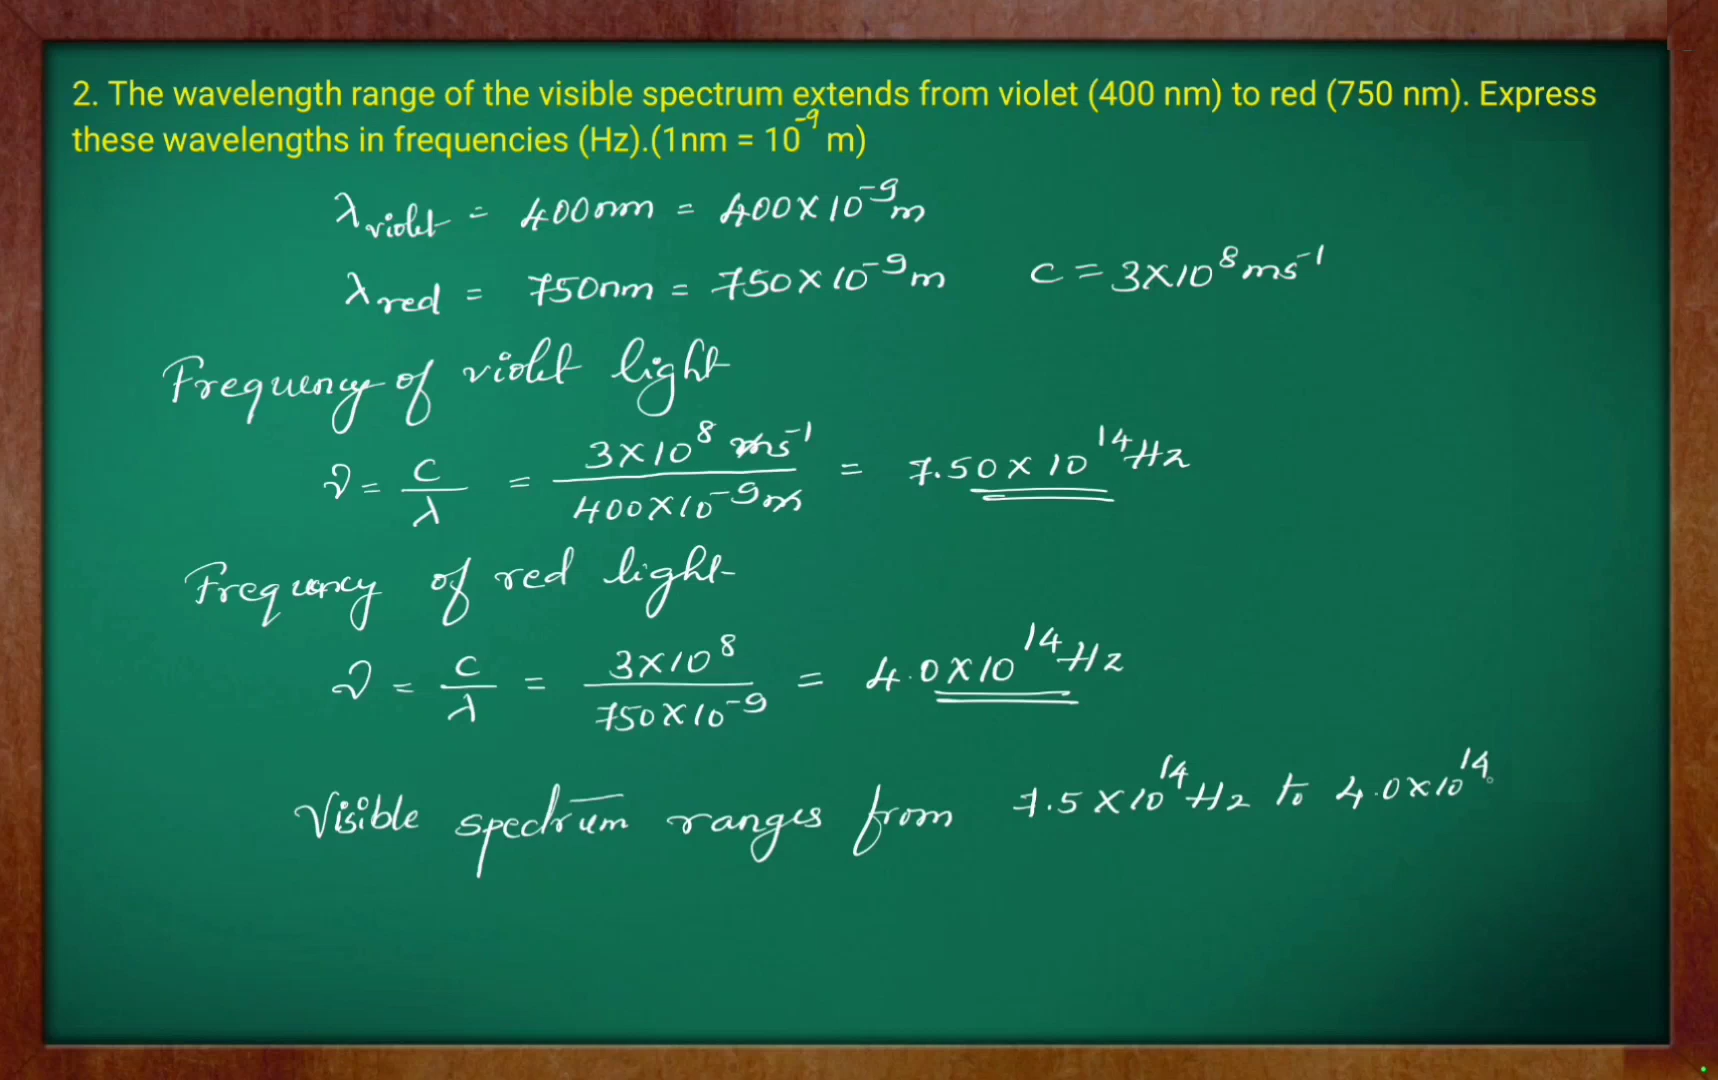 2. The wavelength range of the visible spectrum extends from violet (400 nm) to red (750 nm). Express
these wavelengths in frequencies (Hz).(1nm = 10⁻⁹ m)
λ violet = 400nm = 400×10⁻⁹m
λ red = 750nm = 750×10⁻⁹m c = 3×10⁸ms⁻¹
Frequency of violet light
ν = c/λ = 3×10⁸ ms⁻¹ / 400×10⁻⁹m = 7.50×10¹⁴Hz
Frequency of red light
ν = c/λ = 3×10⁸ / 750×10⁻⁹ = 4.0×10¹⁴Hz
Visible spectrum ranges from 7.5×10¹⁴Hz to 4.0×10¹⁴